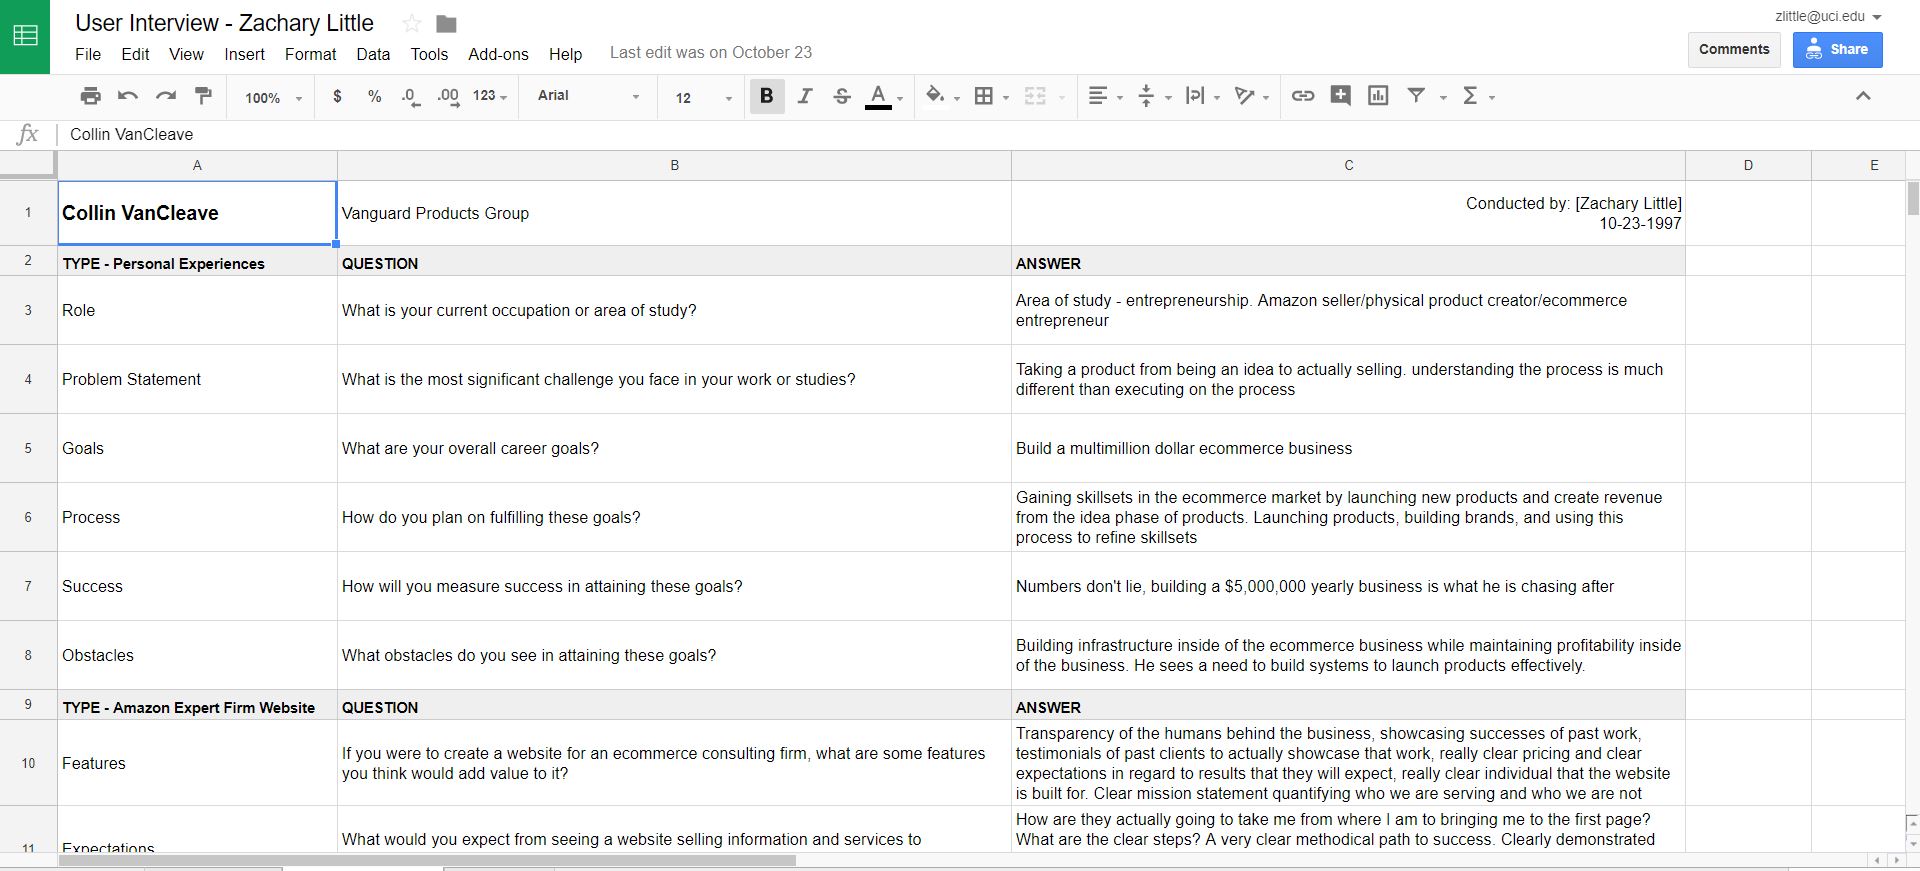 User Interview - Zachary Little
zlittle@uci.edu
File Edit View Insert Format Data Tools Add-ons Help Last edit was on October 23
Comments Share
100% $ % .0 .00 123 Arial 12 B I S A Σ
fx Collin VanCleave
A B C D E
1 Collin VanCleave Vanguard Products Group Conducted by: [Zachary Little]
10-23-1997
2 TYPE - Personal Experiences QUESTION ANSWER
3 Role What is your current occupation or area of study? Area of study - entrepreneurship. Amazon seller/physical product creator/ecommerce
entrepreneur
4 Problem Statement What is the most significant challenge you face in your work or studies? Taking a product from being an idea to actually selling. understanding the process is much
different than executing on the process
5 Goals What are your overall career goals? Build a multimillion dollar ecommerce business
6 Process How do you plan on fulfilling these goals? Gaining skillsets in the ecommerce market by launching new products and create revenue
from the idea phase of products. Launching products, building brands, and using this
process to refine skillsets
7 Success How will you measure success in attaining these goals? Numbers don't lie, building a $5,000,000 yearly business is what he is chasing after
8 Obstacles What obstacles do you see in attaining these goals? Building infrastructure inside of the ecommerce business while maintaining profitability inside
of the business. He sees a need to build systems to launch products effectively.
9 TYPE - Amazon Expert Firm Website QUESTION ANSWER
10 Features If you were to create a website for an ecommerce consulting firm, what are some features
you think would add value to it?
Transparency of the humans behind the business, showcasing successes of past work,
testimonials of past clients to actually showcase that work, really clear pricing and clear
expectations in regard to results that they will expect, really clear individual that the website
is built for. Clear mission statement quantifying who we are serving and who we are not
11 Expectations What would you expect from seeing a website selling information and services to
How are they actually going to take me from where I am to bringing me to the first page?
What are the clear steps? A very clear methodical path to success. Clearly demonstrated